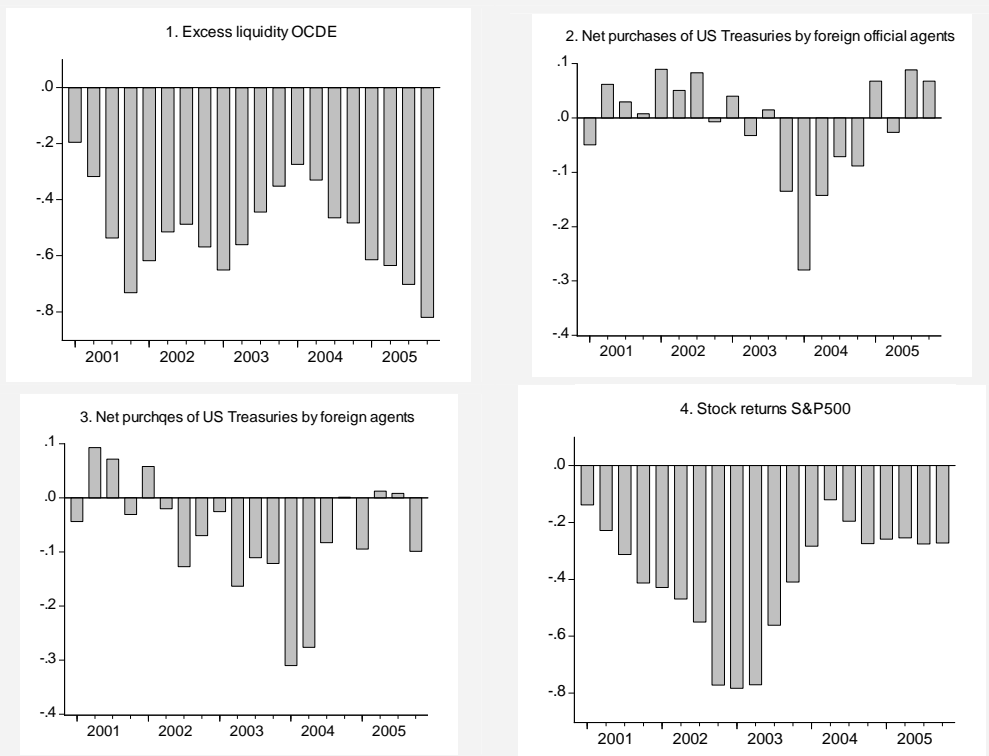 1. Excess liquidity OCDE
.0
-.2
-.4
-.6
-.8
2001 2002 2003 2004 2005
2. Net purchases of US Treasuries by foreign official agents
.1
.0
-.1
-.2
-.3
-.4
2001 2002 2003 2004 2005
3. Net purchqes of US Treasuries by foreign agents
.1
.0
-.1
-.2
-.3
-.4
2001 2002 2003 2004 2005
4. Stock returns S&P500
.0
-.2
-.4
-.6
-.8
2001 2002 2003 2004 2005